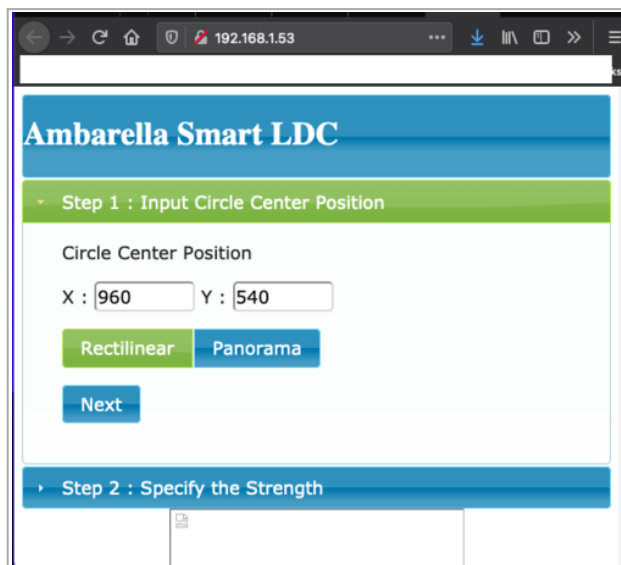 192.168.1.53
Ambarella Smart LDC
Step 1 : Input Circle Center Position
Circle Center Position
X : 960 Y : 540
Rectilinear Panorama
Next
Step 2 : Specify the Strength